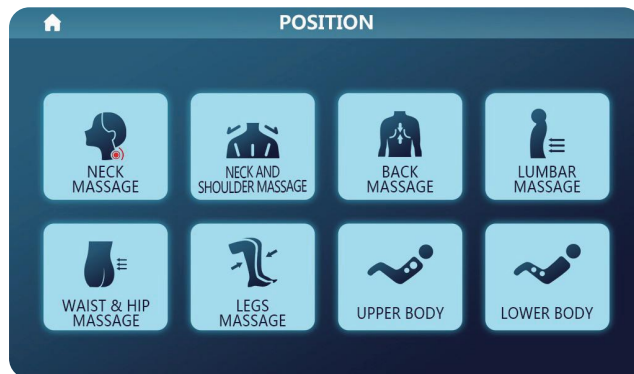 POSITION
NECK
MASSAGE
NECK AND
SHOULDER MASSAGE
BACK
MASSAGE
LUMBAR
MASSAGE
WAIST & HIP
MASSAGE
LEGS
MASSAGE
UPPER BODY
LOWER BODY